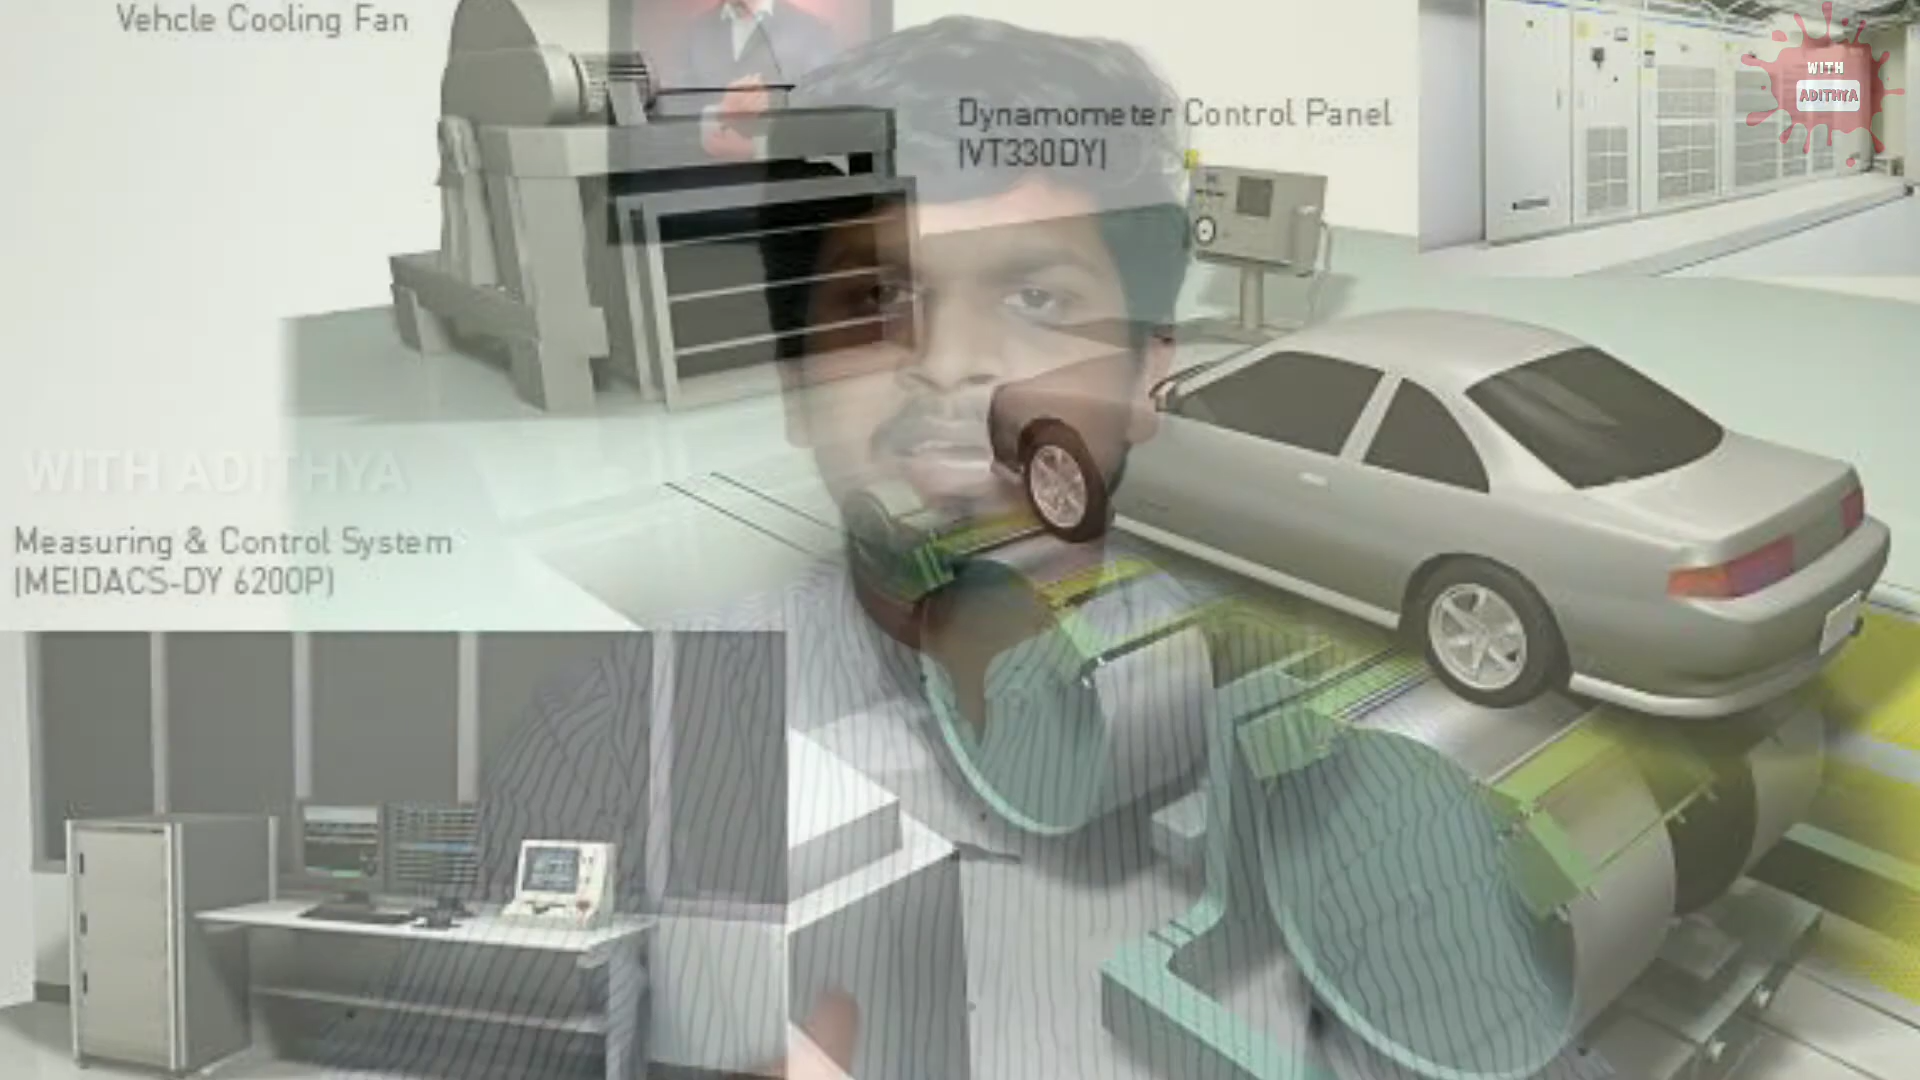 Vehcle Cooling Fan
Dynamometer Control Panel
(VT330DY)
WITH
ADITHYA
WITH ADITHYA
Measuring & Control System
(MEIDACS-DY 6200P)